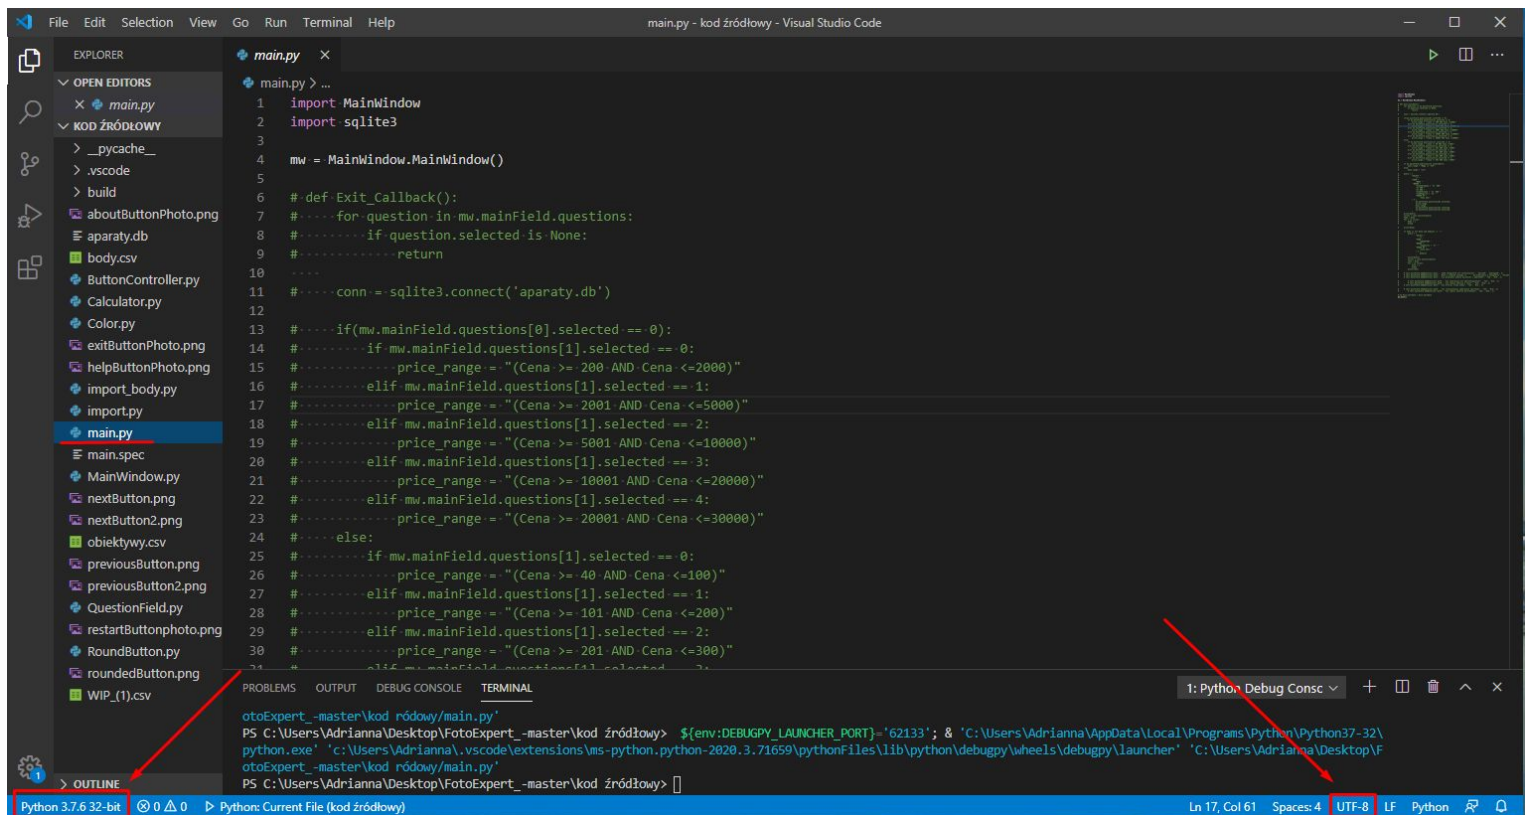 File Edit Selection View Go Run Terminal Help main.py - kod źródłowy - Visual Studio Code
EXPLORER
OPEN EDITORS
main.py
KOD ŹRÓDŁOWY
__pycache__
.vscode
build
aboutButtonPhoto.png
aparaty.db
body.csv
ButtonController.py
Calculator.py
Color.py
exitButtonPhoto.png
helpButtonPhoto.png
import_body.py
import.py
main.py
main.spec
MainWindow.py
nextButton.png
nextButton2.png
obiektywy.csv
previousButton.png
previousButton2.png
QuestionField.py
restartButtonphoto.png
RoundButton.py
roundedButton.png
WIP_(1).csv
OUTLINE
main.py
main.py > ...
1 import MainWindow
2 import sqlite3
3
4 mw = MainWindow.MainWindow()
5
6 # def Exit_Callback():
7 #     for question in mw.mainField.questions:
8 #         if question.selected is None:
9 #             return
10
11 #     conn = sqlite3.connect('aparaty.db')
12
13 #     if(mw.mainField.questions[0].selected == 0):
14 #         if mw.mainField.questions[1].selected == 0:
15 #             price_range = "(Cena >= 200 AND Cena <=2000)"
16 #         elif mw.mainField.questions[1].selected == 1:
17 #             price_range = "(Cena >= 2001 AND Cena <=5000)"
18 #         elif mw.mainField.questions[1].selected == 2:
19 #             price_range = "(Cena >= 5001 AND Cena <=10000)"
20 #         elif mw.mainField.questions[1].selected == 3:
21 #             price_range = "(Cena >= 10001 AND Cena <=20000)"
22 #         elif mw.mainField.questions[1].selected == 4:
23 #             price_range = "(Cena >= 20001 AND Cena <=30000)"
24 #     else:
25 #         if mw.mainField.questions[1].selected == 0:
26 #             price_range = "(Cena >= 40 AND Cena <=100)"
27 #         elif mw.mainField.questions[1].selected == 1:
28 #             price_range = "(Cena >= 101 AND Cena <=200)"
29 #         elif mw.mainField.questions[1].selected == 2:
30 #             price_range = "(Cena >= 201 AND Cena <=300)"
31 #         elif mw.mainField.questions[1].selected == 3:
PROBLEMS OUTPUT DEBUG CONSOLE TERMINAL 1: Python Debug Consc
otoExpert_-master\kod ródowy/main.py'
PS C:\Users\Adrianna\Desktop\FotoExpert_-master\kod źródłowy> ${env:DEBUGPY_LAUNCHER_PORT}='62133'; & 'C:\Users\Adrianna\AppData\Local\Programs\Python\Python37-32\
python.exe' 'c:\Users\Adrianna\.vscode\extensions\ms-python.python-2020.3.71659\pythonFiles\lib\python\debugpy\wheels\debugpy\launcher' 'C:\Users\Adrianna\Desktop\F
otoExpert_-master\kod ródowy/main.py'
PS C:\Users\Adrianna\Desktop\FotoExpert_-master\kod źródłowy>
1
Python 3.7.6 32-bit 0 0 Python: Current File (kod źródłowy) Ln 17, Col 61 Spaces: 4 UTF-8 LF Python